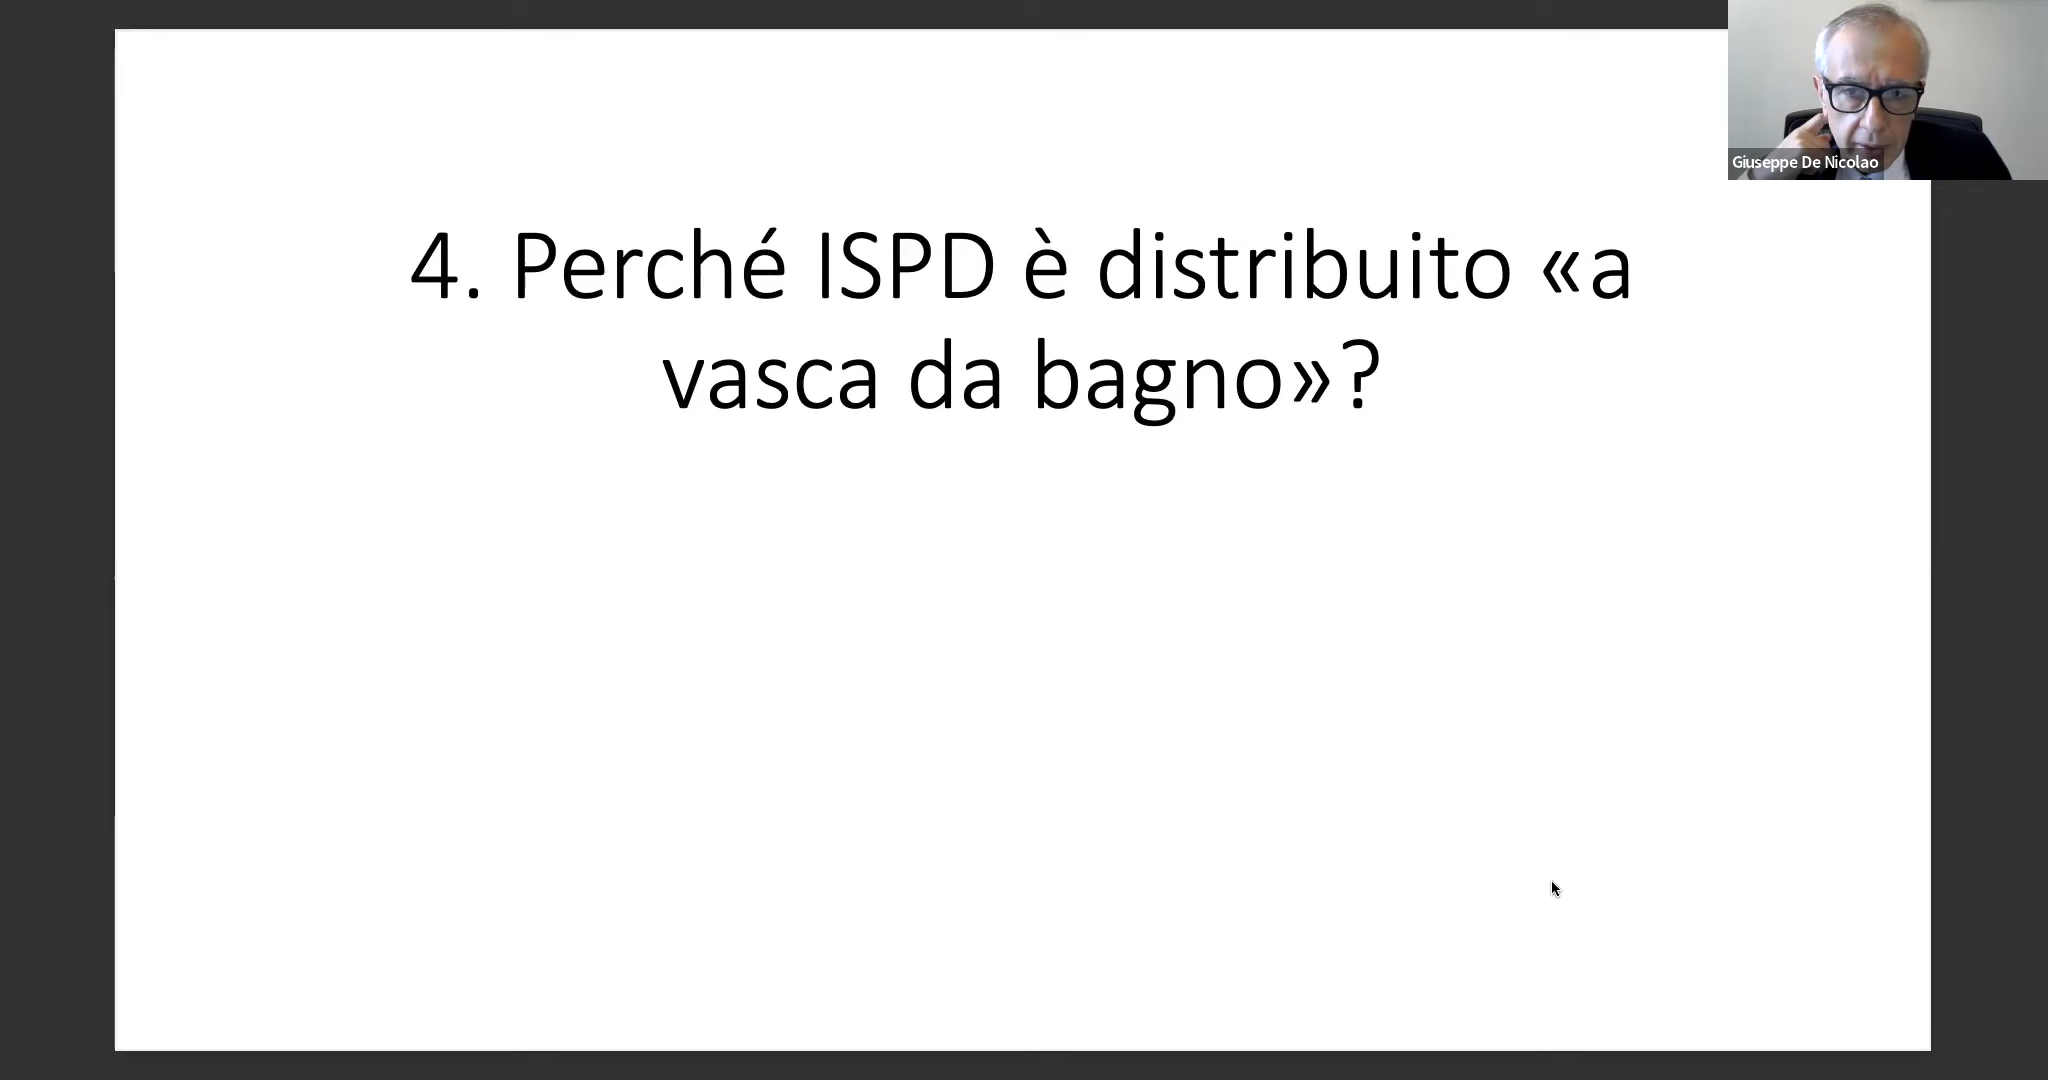 Giuseppe De Nicolao
4. Perché ISPD è distribuito «a
vasca da bagno»?